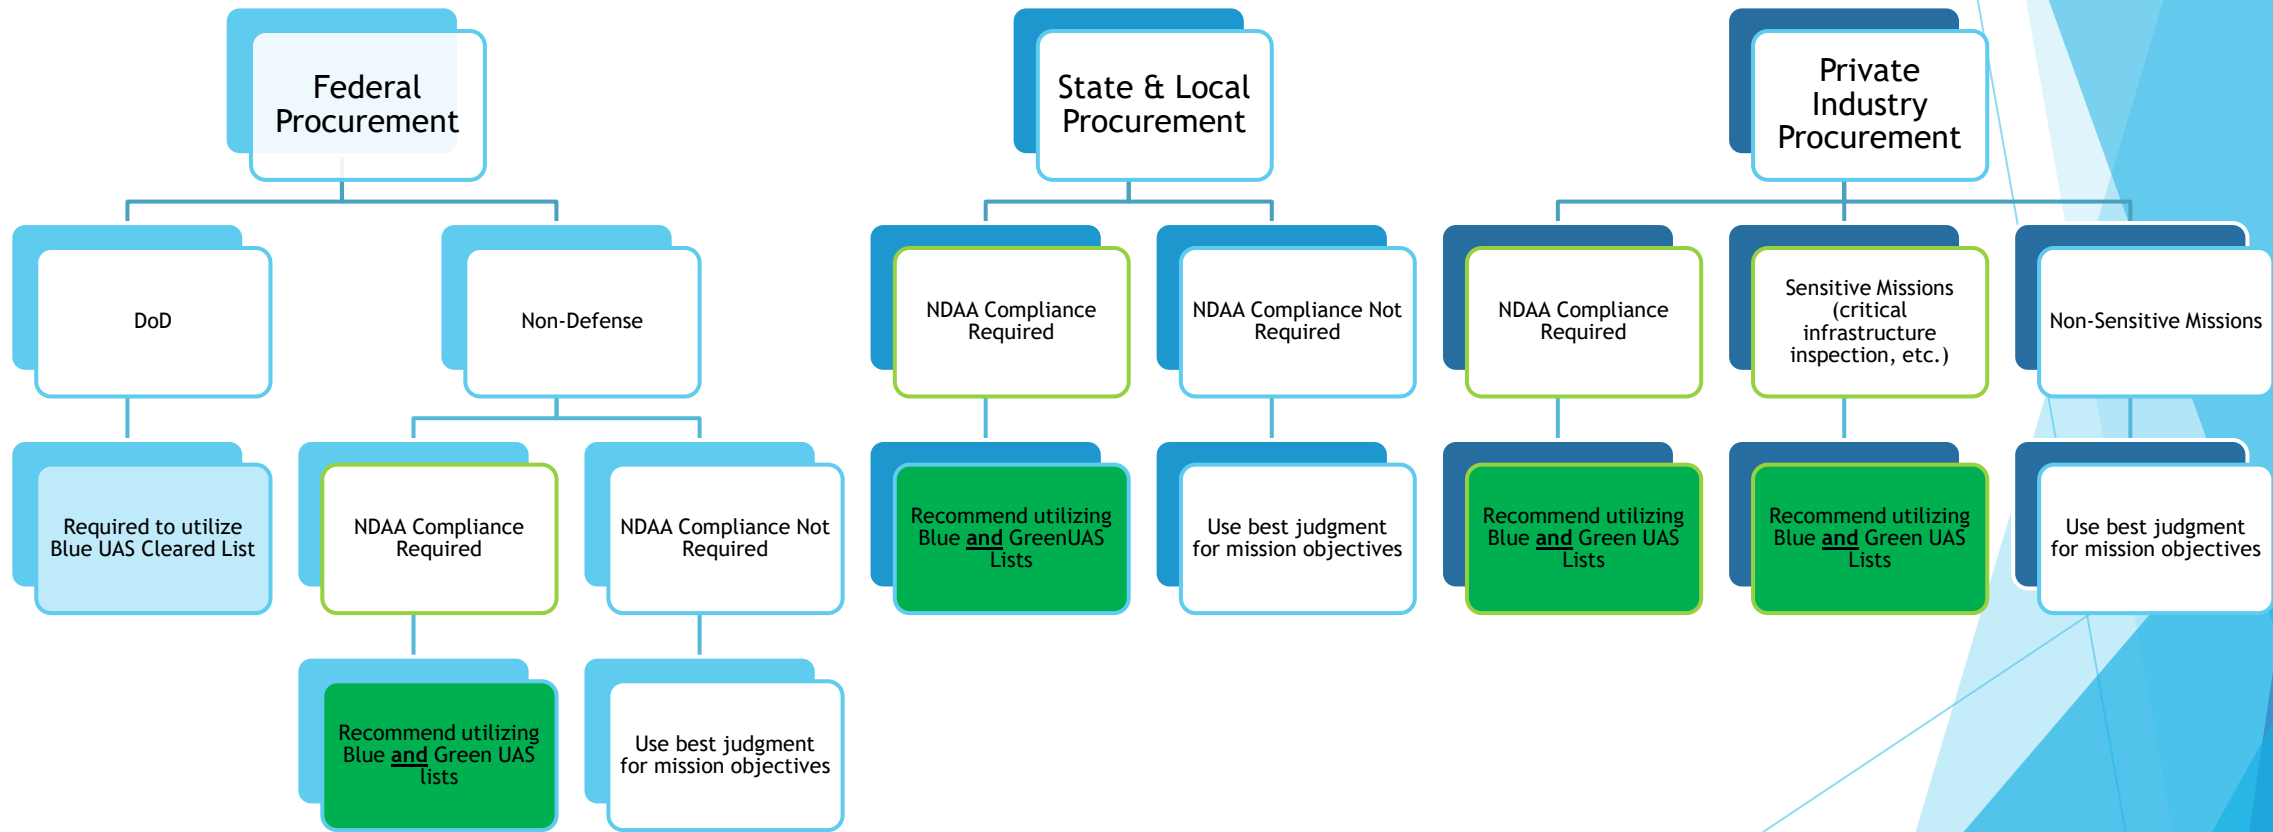 Federal
Procurement
State & Local
Procurement
Private
Industry
Procurement
DoD
Non-Defense
NDAA Compliance
Required
NDAA Compliance Not
Required
NDAA Compliance
Required
Sensitive Missions
(critical
infrastructure
inspection, etc.)
Non-Sensitive Missions
Required to utilize
Blue UAS Cleared List
NDAA Compliance
Required
NDAA Compliance Not
Required
Recommend utilizing
Blue and GreenUAS
Lists
Use best judgment
for mission objectives
Recommend utilizing
Blue and Green UAS
Lists
Recommend utilizing
Blue and Green UAS
Lists
Use best judgment
for mission objectives
Recommend utilizing
Blue and Green UAS
lists
Use best judgment
for mission objectives